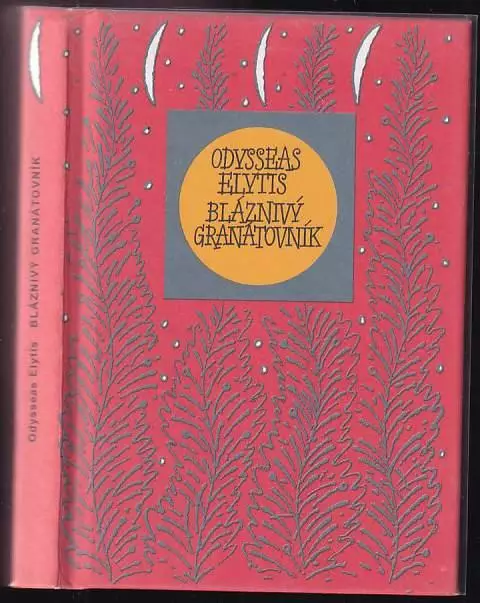 ODYSSEAS
ELYTIS
BLÁZNIVÝ
GRANÁTOVNÍK
Odysseas Elytis BLÁZNIVÝ GRANÁTOVNÍK